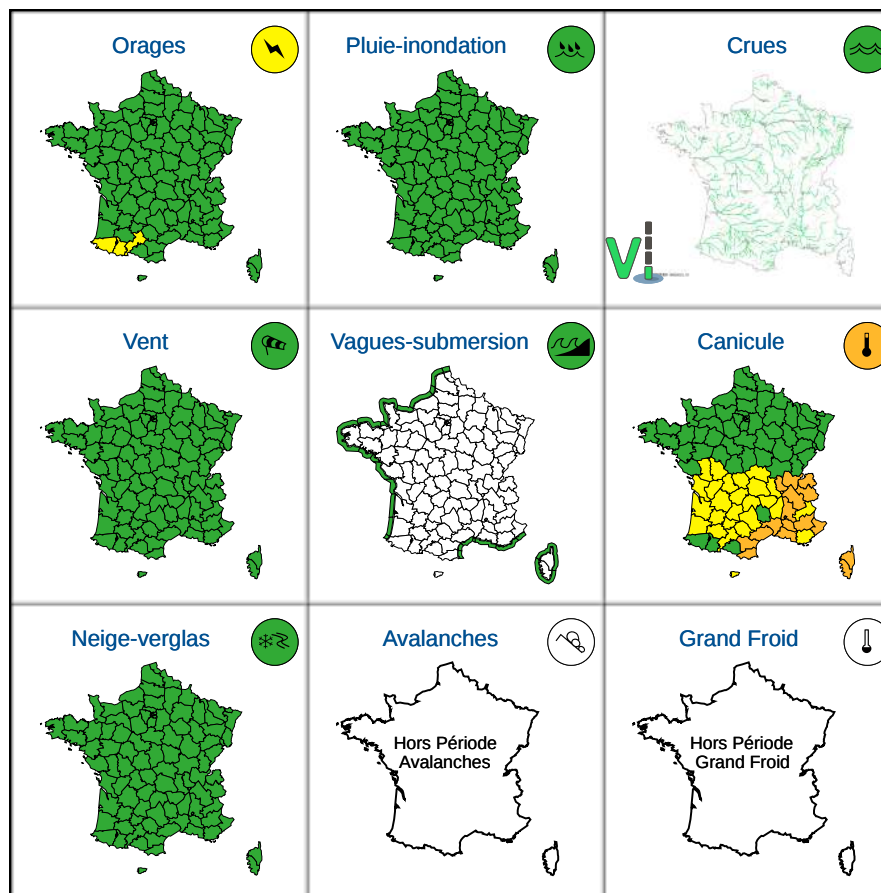 Orages
Pluie-inondation
Crues
Vent
Vagues-submersion
Canicule
Neige-verglas
Avalanches
Hors Période
Avalanches
Grand Froid
Hors Période
Grand Froid